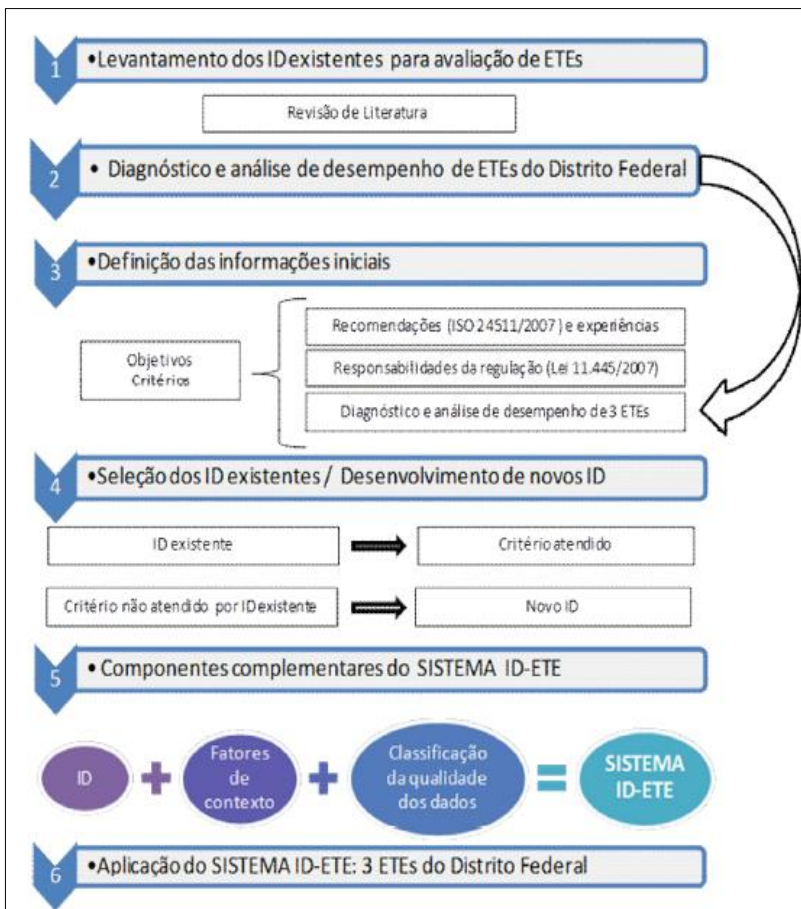 1 •Levantamento dos ID existentes para avaliação de ETEs
Revisão de Literatura
2 • Diagnóstico e análise de desempenho de ETEs do Distrito Federal
3 •Definição das informações iniciais
Objetivos
Critérios
Recomendações (ISO 24511/2007) e experiências
Responsabilidades da regulação (Lei 11.445/2007)
Diagnóstico e análise de desempenho de 3 ETEs
4 •Seleção dos ID existentes / Desenvolvimento de novos ID
ID existente
Critério atendido
Critério não atendido por ID existente
Novo ID
5 • Componentes complementares do SISTEMA ID-ETE
ID
+
Fatores
de
contexto
+
Classificação
da qualidade
dos dados
=
SISTEMA
ID-ETE
6 •Aplicação do SISTEMA ID-ETE: 3 ETEs do Distrito Federal